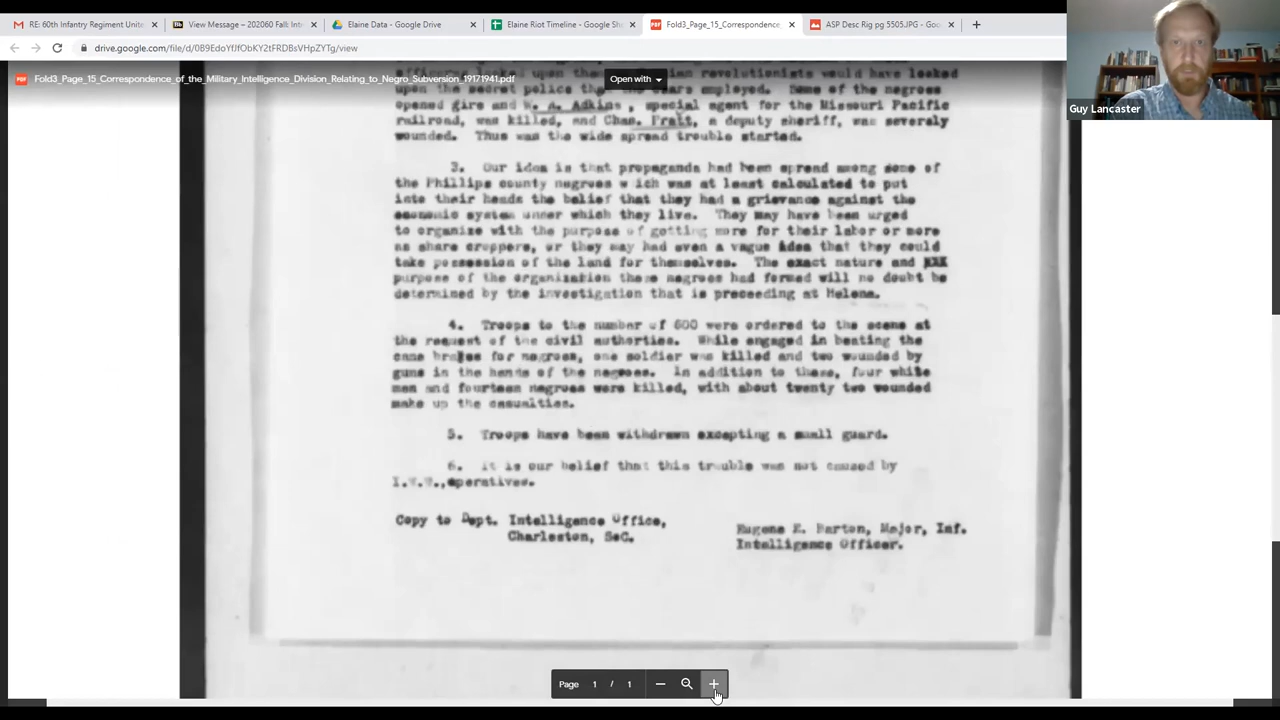 RE: 60th Infantry Regiment Unite
View Message – 202060 Fall: Int
Elaine Data - Google Drive
Elaine Riot Timeline - Google Sh
Fold3_Page_15_Correspondence
ASP Desc Rig pg 5505.JPG - Goo
drive.google.com/file/d/0B9EdoYfJfObKY2tFRDBsVHpZYTg/view
Fold3_Page_15_Correspondence_of_the_Military_Intelligence_Division_Relating_to_Negro_Subversion_19171941.pdf
Open with
Guy Lancaster
revolutionists would have looked
upon the secret police employed. Some of the negroes
opened gire and W. A. Adkins, special agent for the Missouri Pacific
railroad, was killed, and Chas. Pratt, a deputy sheriff, was severaly
wounded. Thus was the wide spread trouble started.
3. Our idea is that propaganda had been spread among some of
the Phillips county negroes w ich was at least calculated to put
into their heads the belief that they had a grievance against the
economic system under which they live. They may have been urged
to organize with the purpose of getting more for their labor or more
as share croppers, or they may had even a vague idea that they could
take possession of the land for themselves. The exact nature and XXX
purpose of the organization these negroes had formed will no doubt be
determined by the investigation that is preceeding at Helena.
4. Troops to the number of 600 were ordered to the scene at
the request of the civil authorties. While engaged in beating the
cane brakes for negroes, one soldier was killed and two wounded by
guns in the hands of the negroes. In addition to these, four white
men and fourteen negroes were killed, with about twenty two wounded
make up the casualties.
5. Troops have been withdrawn excepting a small guard.
6. It is our belief that this trouble was not caused by
I.W.W., operatives.
Copy to Dept. Intelligence Office,
Charleston, SoC.
Eugene E. Barton, Major, Inf.
Intelligence Officer.
Page 1 / 1